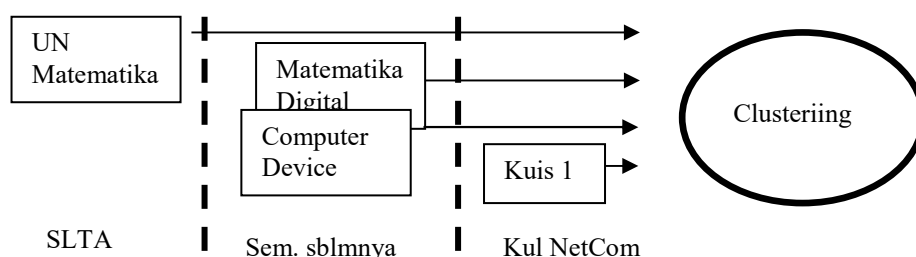 UN
Matematika
Matematika
Digital
Computer
Device
Kuis 1
Clusteriing
SLTA
Sem. sblmnya
Kul NetCom